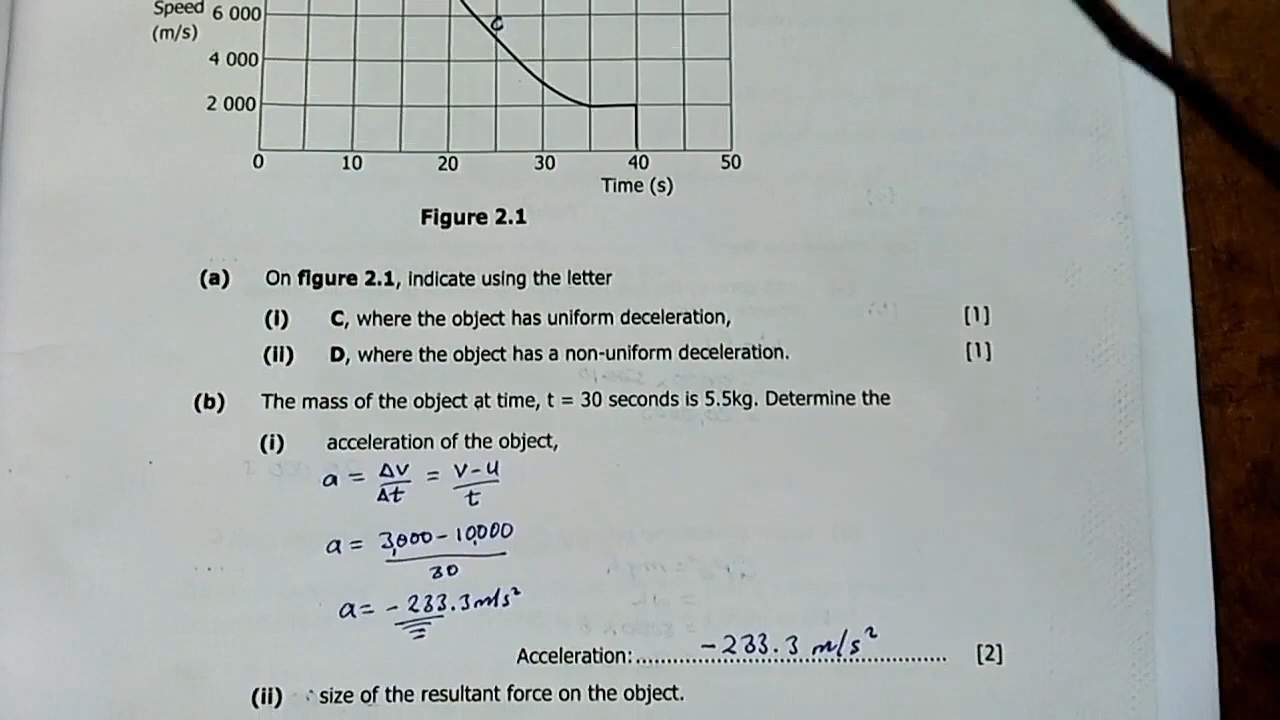 Speed 6 000
(m/s)
C
4 000
2 000
0 10 20 30 40 50
Time (s)
Figure 2.1
(a) On figure 2.1, indicate using the letter
(i) C, where the object has uniform deceleration, [1]
(ii) D, where the object has a non-uniform deceleration. [1]
(b) The mass of the object at time, t = 30 seconds is 5.5kg. Determine the
(i) acceleration of the object,
a = Δv/Δt = v-u/t
a = 3,000 - 10,000/30
a = - 233.3 m/s²
Acceleration:........ -233.3 m/s² ........ [2]
(ii) size of the resultant force on the object.